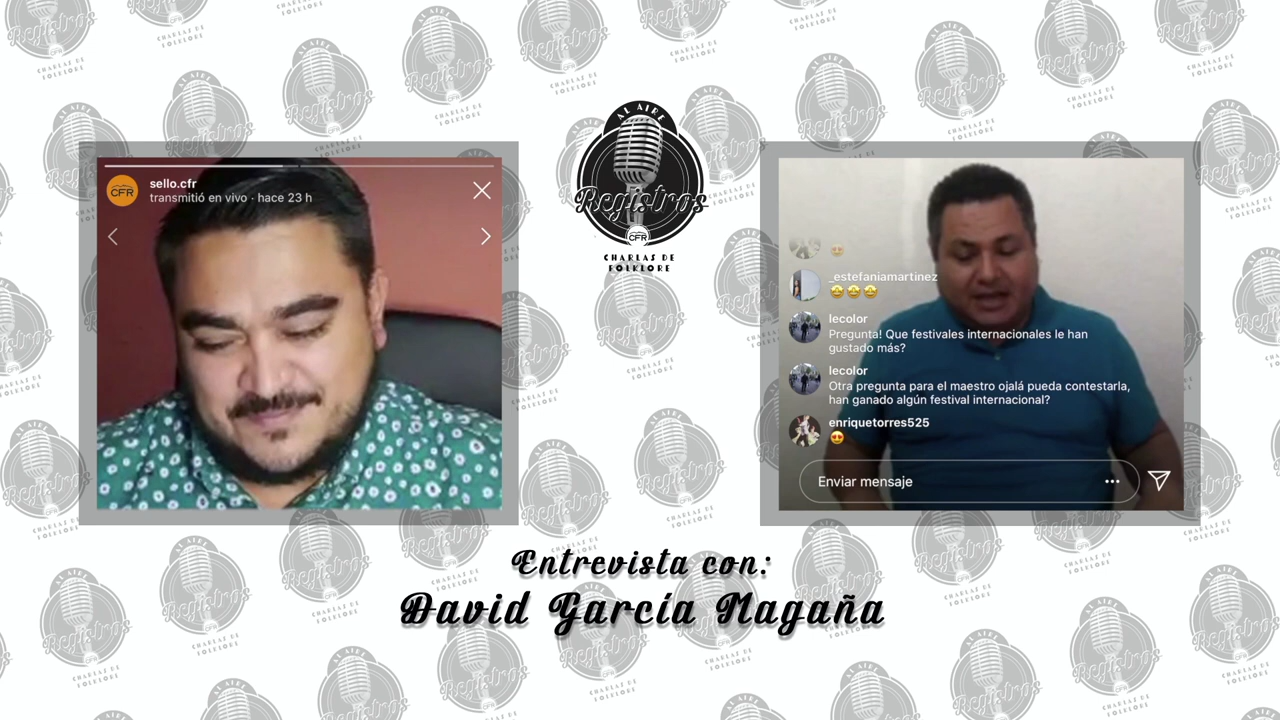 AL AIRE
Registros
CFR
CHARLAS DE
FOLKLORE
CFR
sello.cfr
transmitió en vivo · hace 23 h
_estefaniamartinez
lecolor
Pregunta! Que festivales internacionales le han
gustado más?
lecolor
Otra pregunta para el maestro ojalá pueda contestarla,
han ganado algún festival internacional?
enriquetorres525
Enviar mensaje
Entrevista con:
David García Magaña